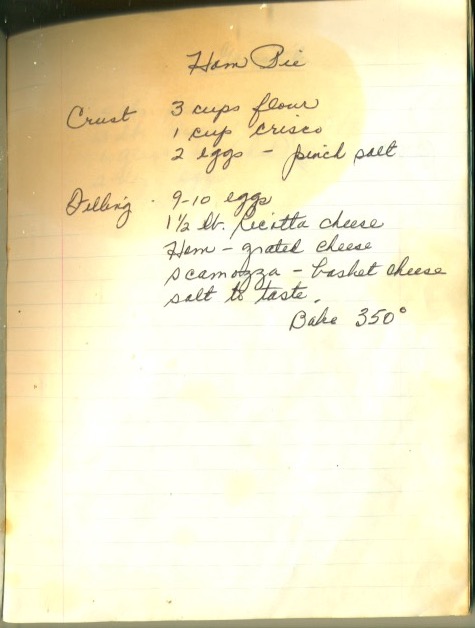 Ham Pie
Crust 3 cups flour
1 cup crisco
2 eggs - pinch salt
Filling . 9-10 eggs
1½ lb. Ricotta cheese
Ham - grated cheese
scamozza - basket cheese
salt to taste.
Bake 350°